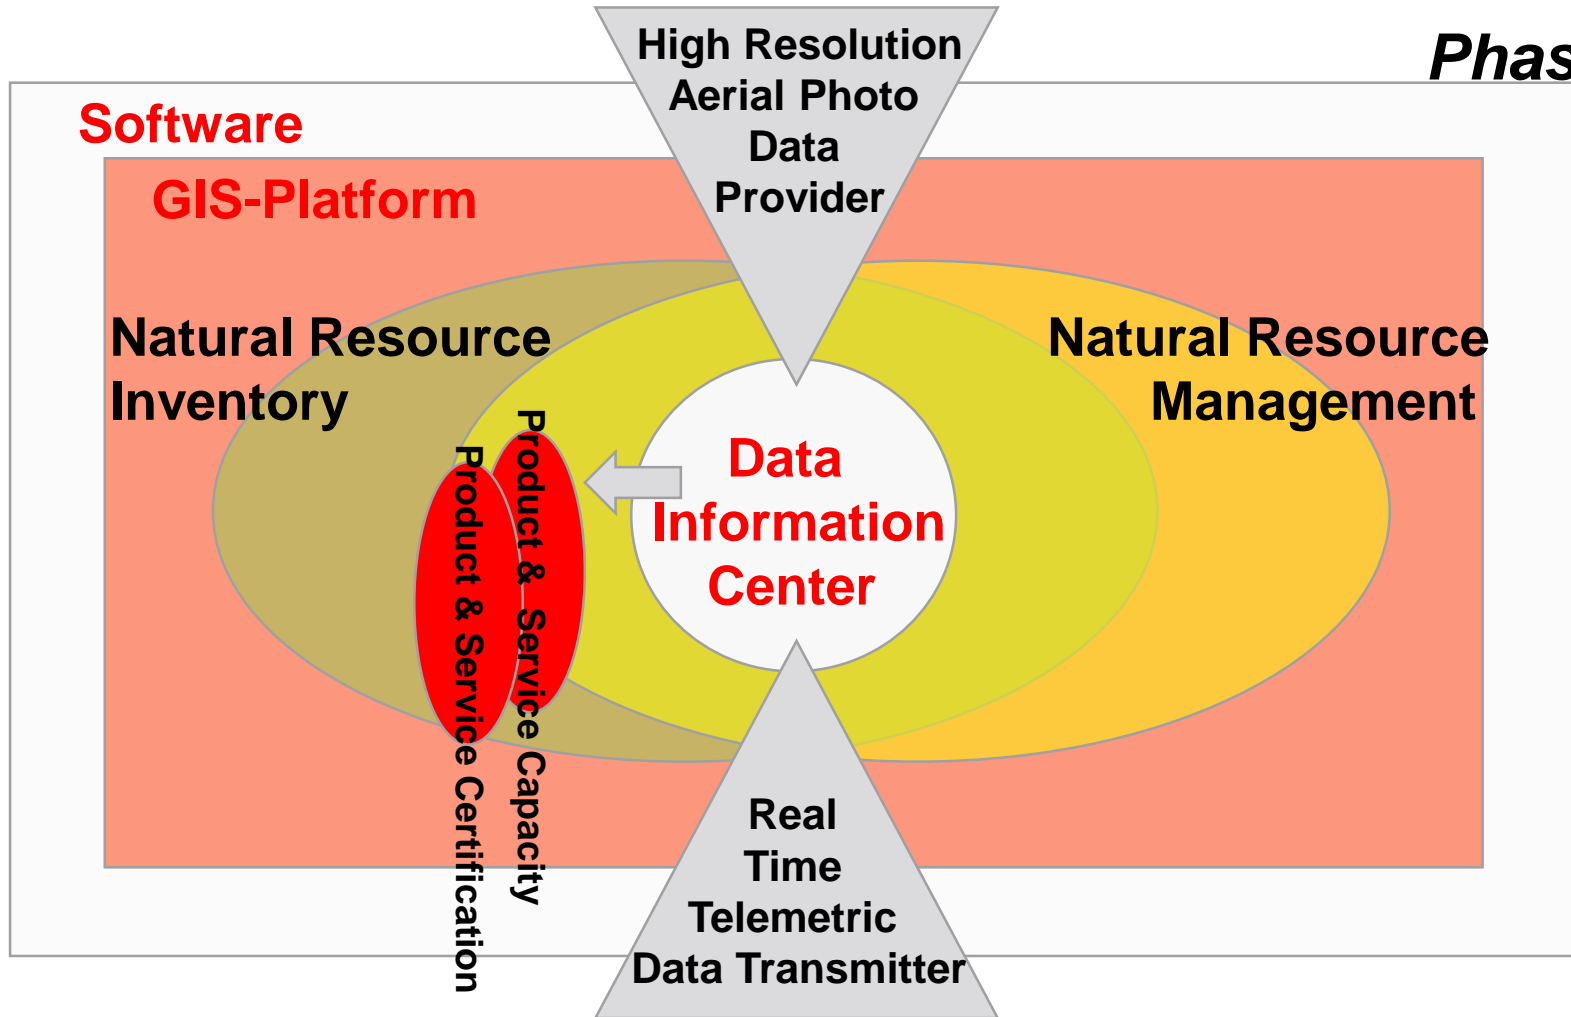 High Resolution
Aerial Photo
Data
Provider
Phas
Software
GIS-Platform
Natural Resource
Inventory
Natural Resource
Management
Data
Information
Center
Product & Service Capacity
Product & Service Certification
Real
Time
Telemetric
Data Transmitter